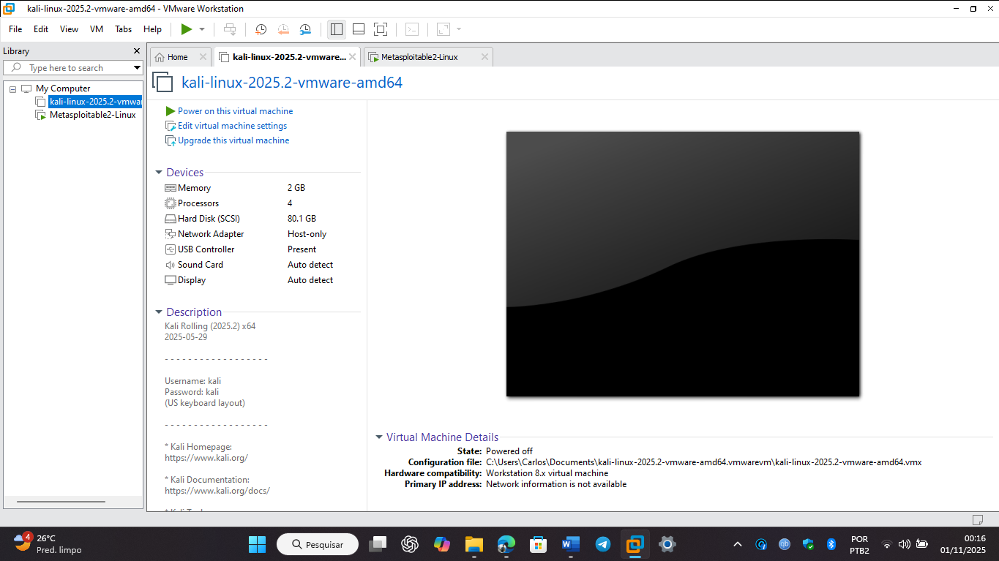 kali-linux-2025.2-vmware-amd64 - VMware Workstation
File Edit View VM Tabs Help
Library
Type here to search
My Computer
kali-linux-2025.2-vmwar
Metasploitable2-Linux
Home
kali-linux-2025.2-vmware...
Metasploitable2-Linux
kali-linux-2025.2-vmware-amd64
Power on this virtual machine
Edit virtual machine settings
Upgrade this virtual machine
Devices
Memory 2 GB
Processors 4
Hard Disk (SCSI) 80.1 GB
Network Adapter Host-only
USB Controller Present
Sound Card Auto detect
Display Auto detect
Description
Kali Rolling (2025.2) x64
2025-05-29
- - - - - - - - - - - - - - - - - -
Username: kali
Password: kali
(US keyboard layout)
- - - - - - - - - - - - - - - - - -
* Kali Homepage:
https://www.kali.org/
* Kali Documentation:
https://www.kali.org/docs/
Virtual Machine Details
State: Powered off
Configuration file: C:\Users\Carlos\Documents\kali-linux-2025.2-vmware-amd64.vmwarevm\kali-linux-2025.2-vmware-amd64.vmx
Hardware compatibility: Workstation 8.x virtual machine
Primary IP address: Network information is not available
4
26°C
Pred. limpo
Pesquisar
qb
POR
PTB2
00:16
01/11/2025